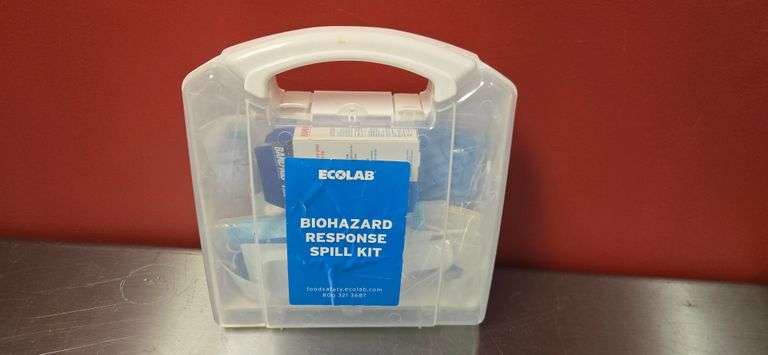 ECOLAB
BIOHAZARD
RESPONSE
SPILL KIT
foodsafety.ecolab.com
800 321 3687